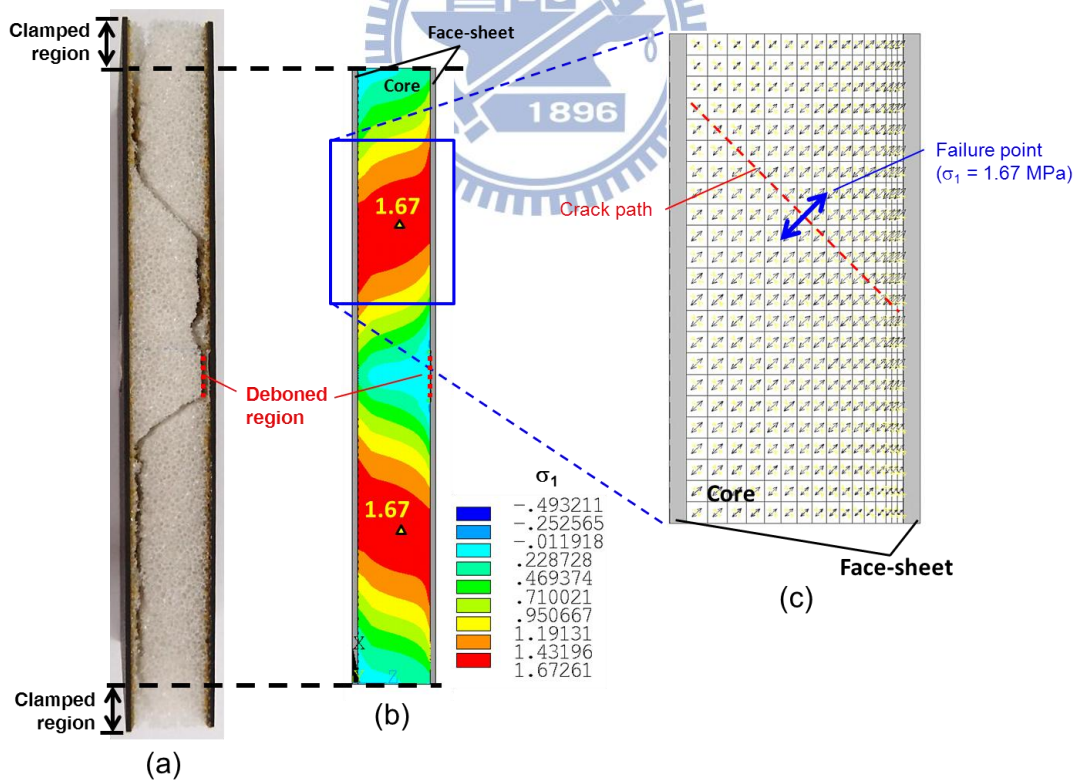 Clamped
region
Face-sheet
Core
1896
1.67
Crack path
Failure point
(σ1 = 1.67 MPa)
Deboned
region
1.67
σ1
-.493211
-.252565
-.011918
.228728
.469374
.710021
.950667
1.19131
1.43196
1.67261
X
Z
Core
Face-sheet
Clamped
region
(a)
(b)
(c)